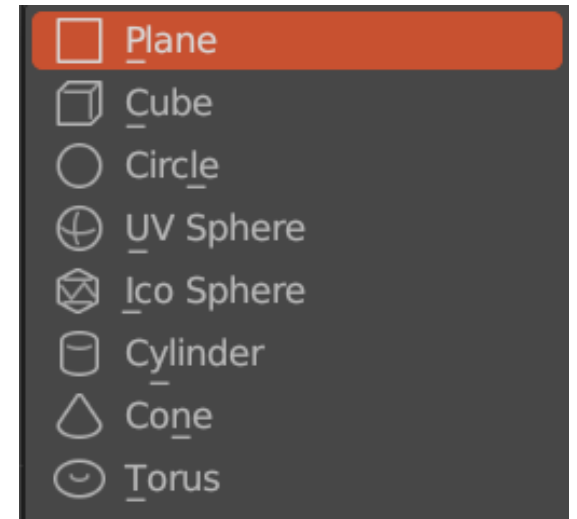 Plane
Cube
Circle
UV Sphere
Ico Sphere
Cylinder
Cone
Torus